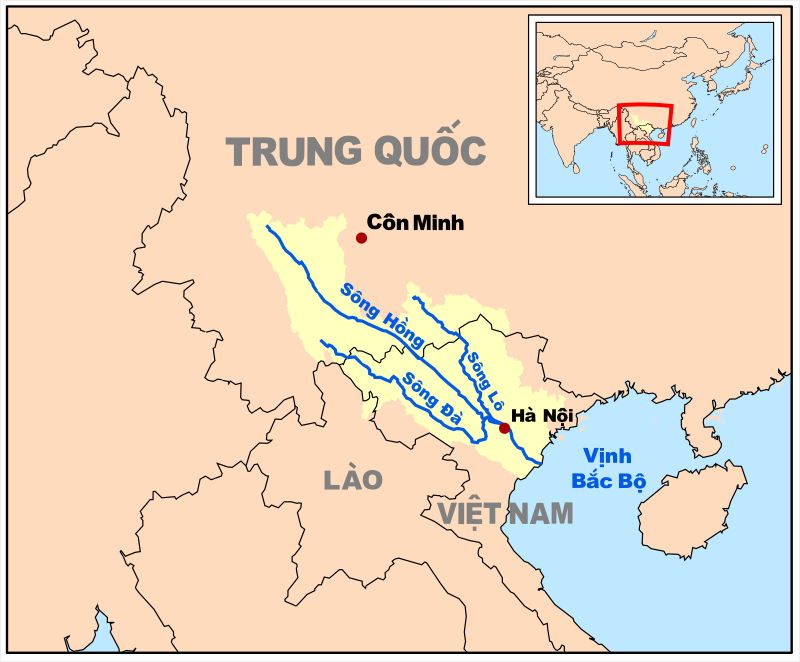 TRUNG QUỐC
Côn Minh
Sông Hồng
Sông Lô
Sông Đà
Hà Nội
Vịnh
Bắc Bộ
LÀO
VIỆT NAM